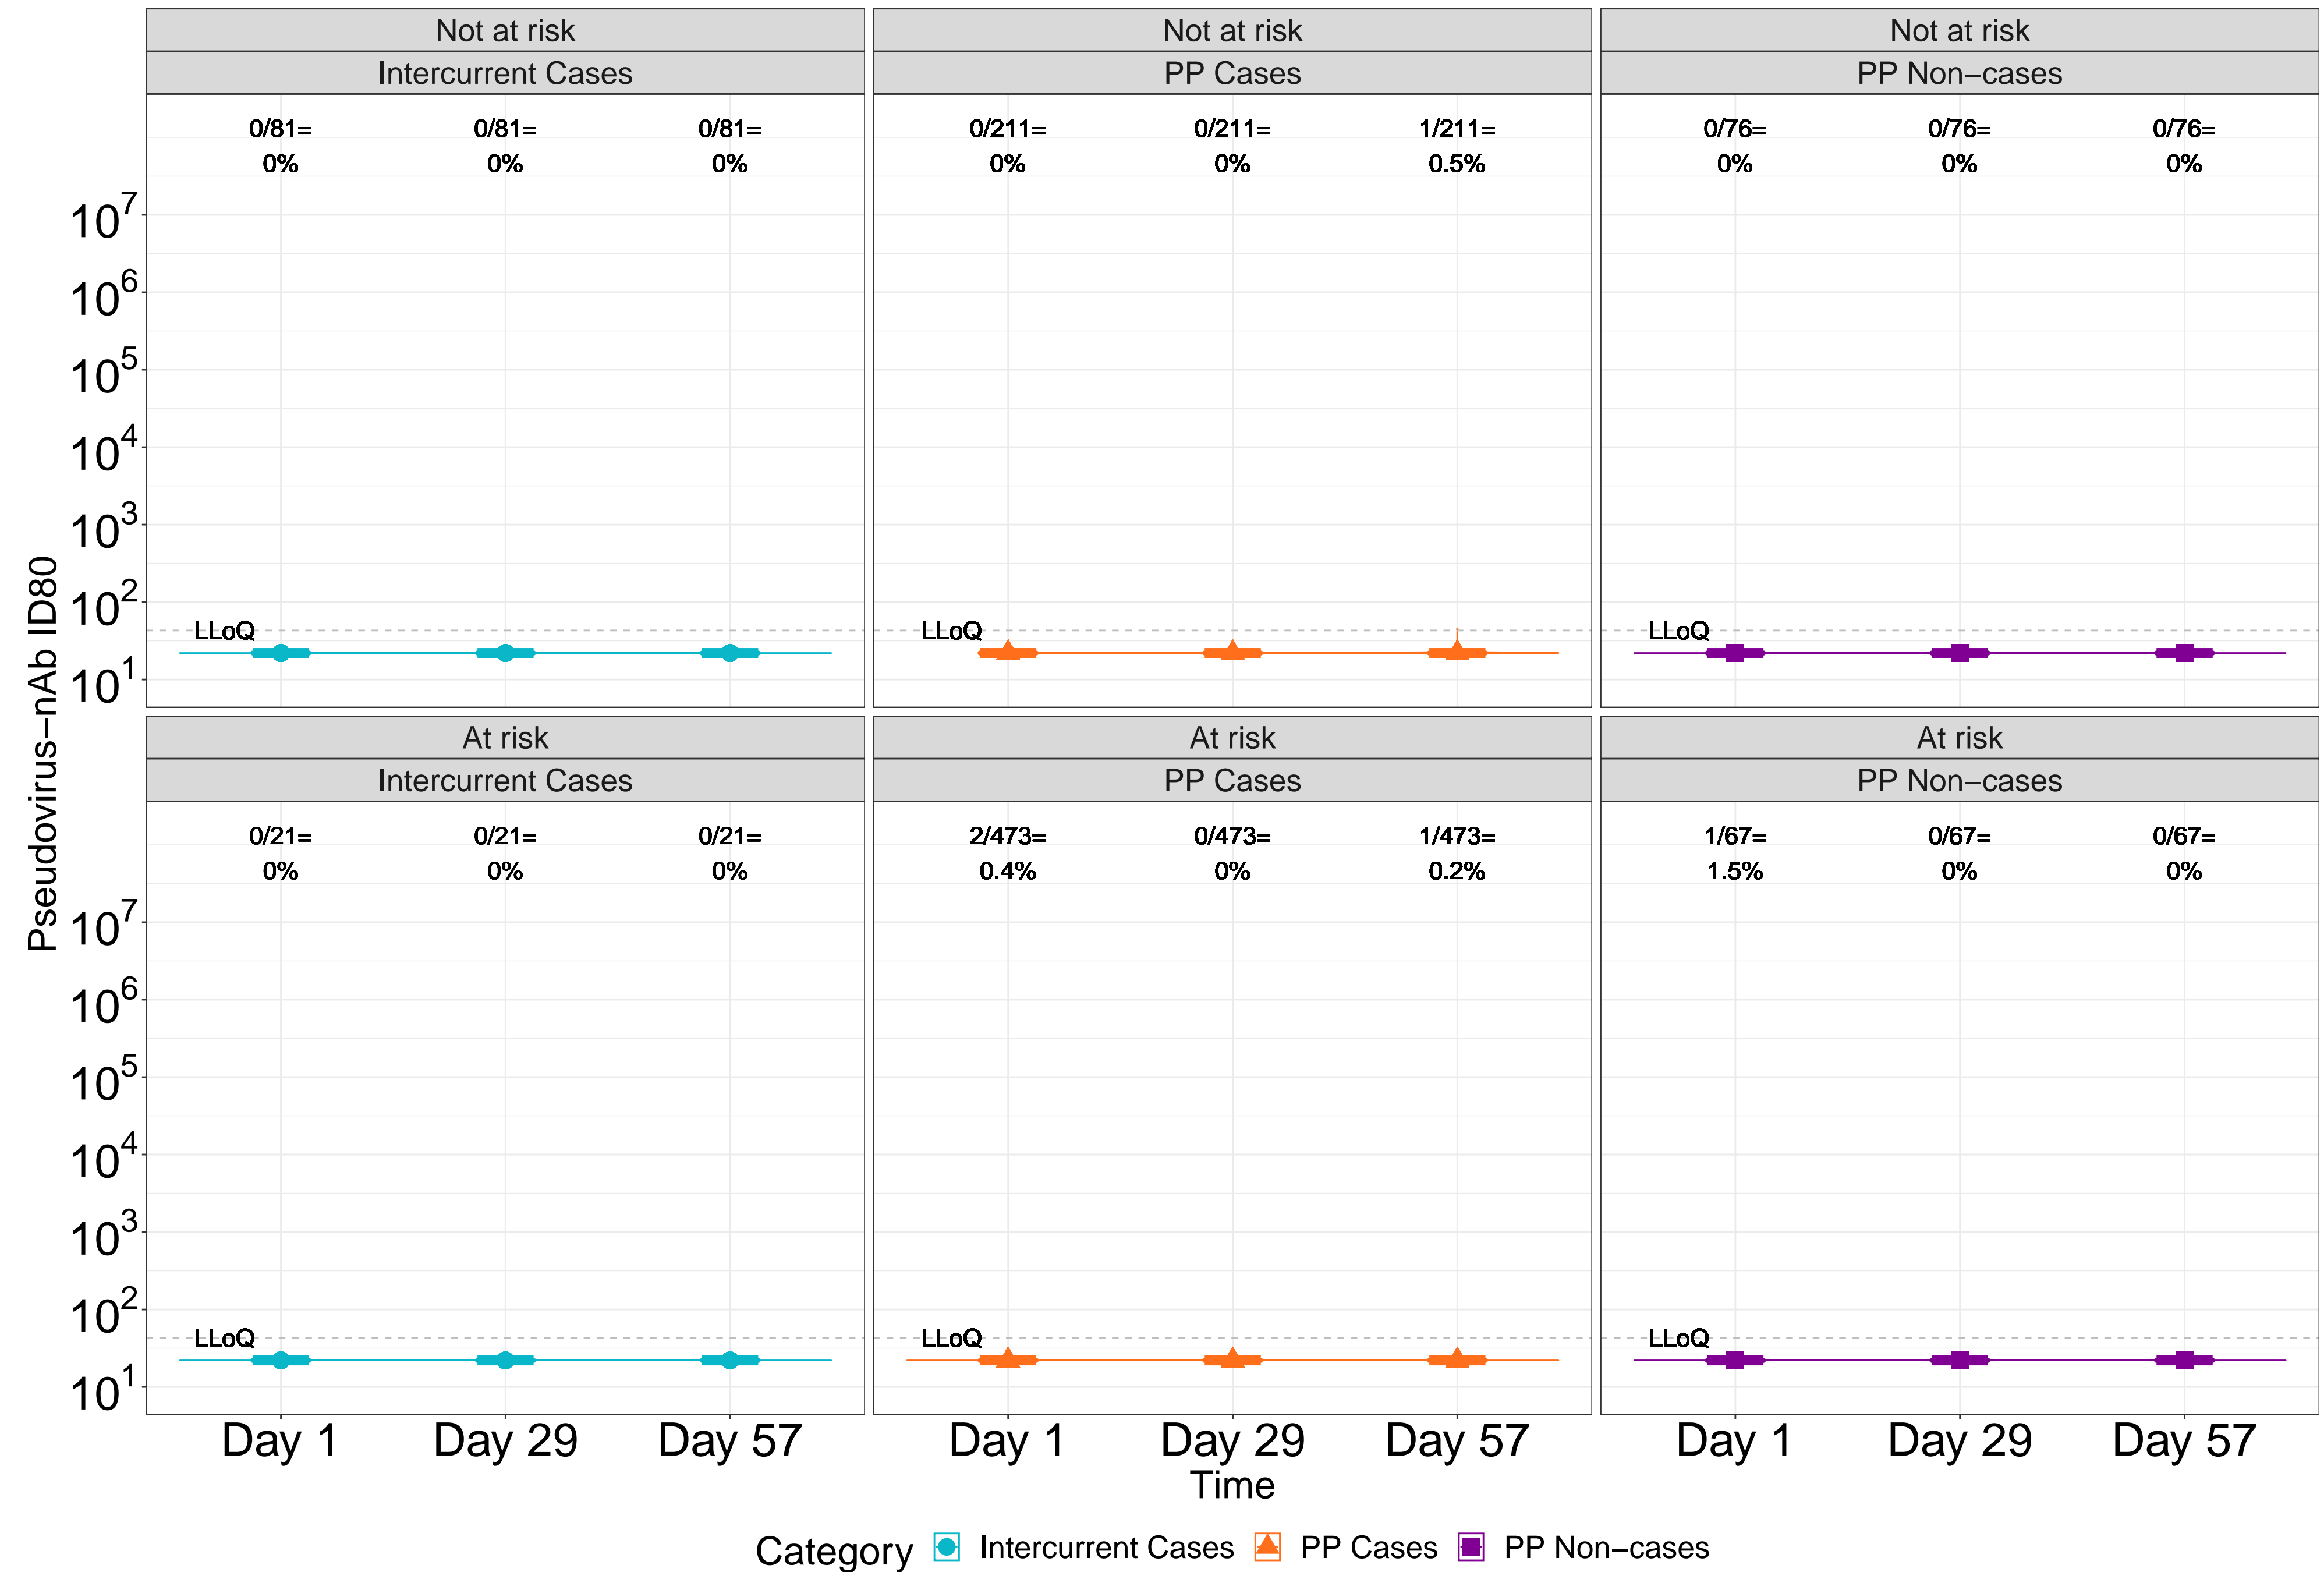 Not at risk
Not at risk
Not at risk
Intercurrent Cases
PP Cases
PP Non−cases
0/81=
0%
0/81=
0%
0/81=
0%
0/211=
0%
0/211=
0%
1/211=
0.5%
0/76=
0%
0/76=
0%
0/76=
0%
10^7
10^6
10^5
10^4
10^3
10^2
10^1
LLoQ
LLoQ
LLoQ
Pseudovirus−nAb ID80
At risk
At risk
At risk
Intercurrent Cases
PP Cases
PP Non−cases
0/21=
0%
0/21=
0%
0/21=
0%
2/473=
0.4%
0/473=
0%
1/473=
0.2%
1/67=
1.5%
0/67=
0%
0/67=
0%
10^7
10^6
10^5
10^4
10^3
10^2
10^1
LLoQ
LLoQ
LLoQ
Day 1
Day 29
Day 57
Day 1
Day 29
Day 57
Day 1
Day 29
Day 57
Time
Category
Intercurrent Cases
PP Cases
PP Non−cases